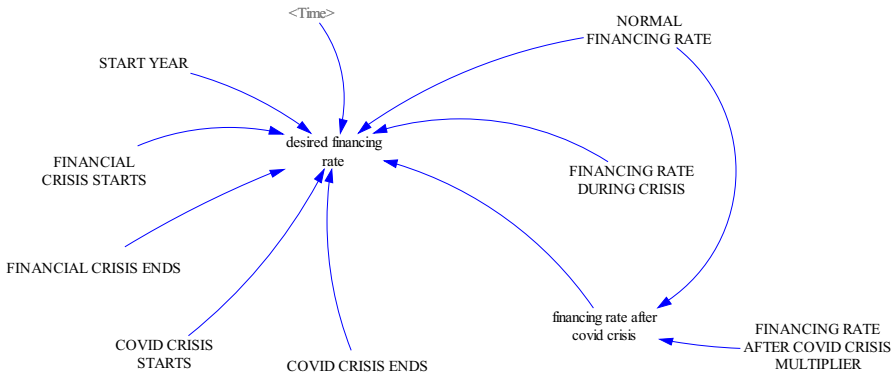 <Time>
NORMAL
FINANCING RATE
START YEAR
desired financing
rate
FINANCIAL
CRISIS STARTS
FINANCING RATE
DURING CRISIS
FINANCIAL CRISIS ENDS
financing rate after
covid crisis
FINANCING RATE
AFTER COVID CRISIS
MULTIPLIER
COVID CRISIS
STARTS
COVID CRISIS ENDS